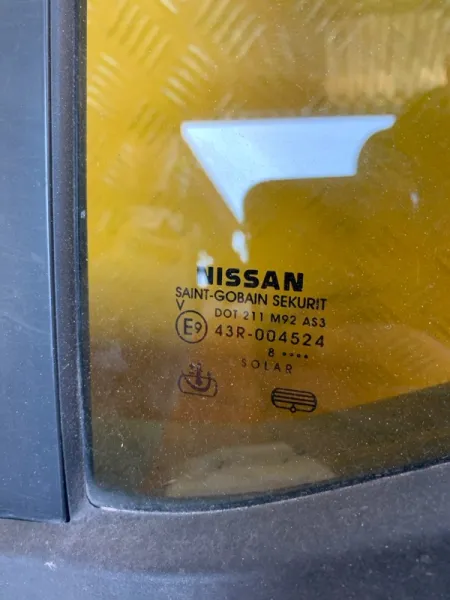 NISSAN
SAINT-GOBAIN SEKURIT
V
DOT 211 M92 AS3
E9 43R-004524
8 ••••
SOLAR